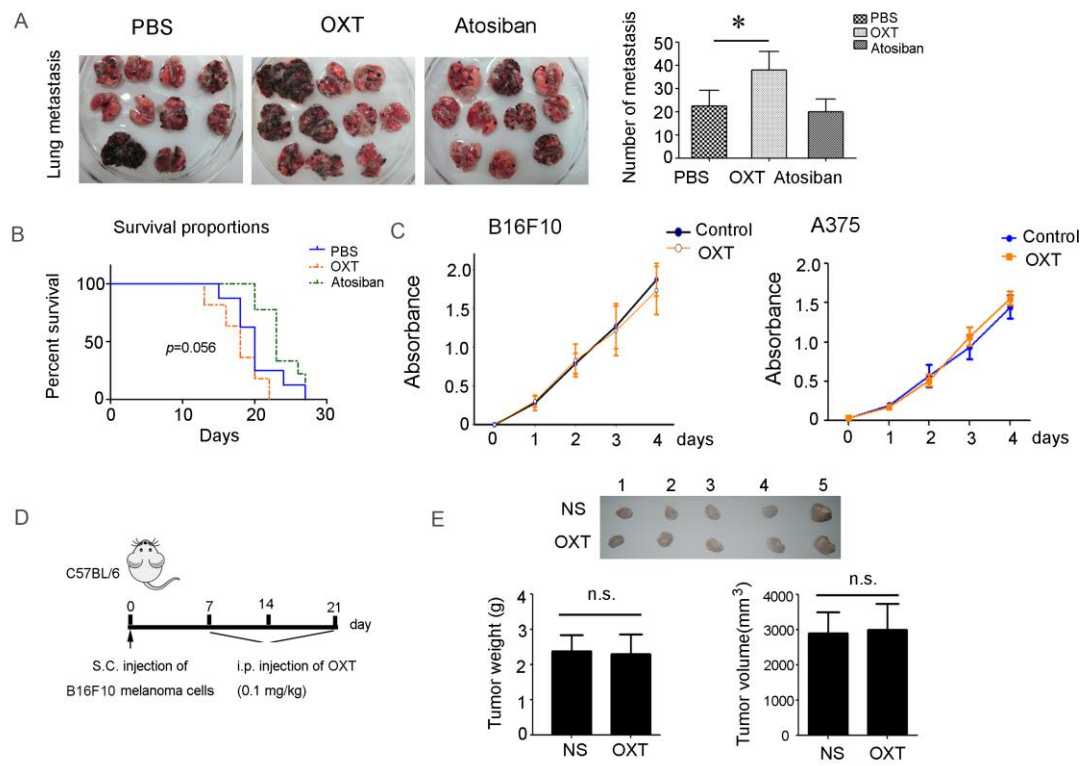 A
PBS
OXT
Atosiban
Lung metastasis
Number of metastasis
50
40
30
20
10
0
*
PBS
OXT
Atosiban
PBS
OXT
Atosiban
B
Survival proportions
PBS
OXT
Atosiban
Percent survival
100
50
0
p=0.056
0
10
20
30
Days
C
B16F10
Control
OXT
Absorbance
2.0
1.5
1.0
0.5
0
0
1
2
3
4
days
A375
Control
OXT
Absorbance
2.0
1.5
1.0
0.5
0
0
1
2
3
4
days
D
C57BL/6
0
7
14
21
day
S.C. injection of
B16F10 melanoma cells
i.p. injection of OXT
(0.1 mg/kg)
E
1
2
3
4
5
NS
OXT
Tumor weight (g)
4
3
2
1
0
n.s.
NS
OXT
Tumor volume(mm³)
4000
3000
2000
1000
0
n.s.
NS
OXT